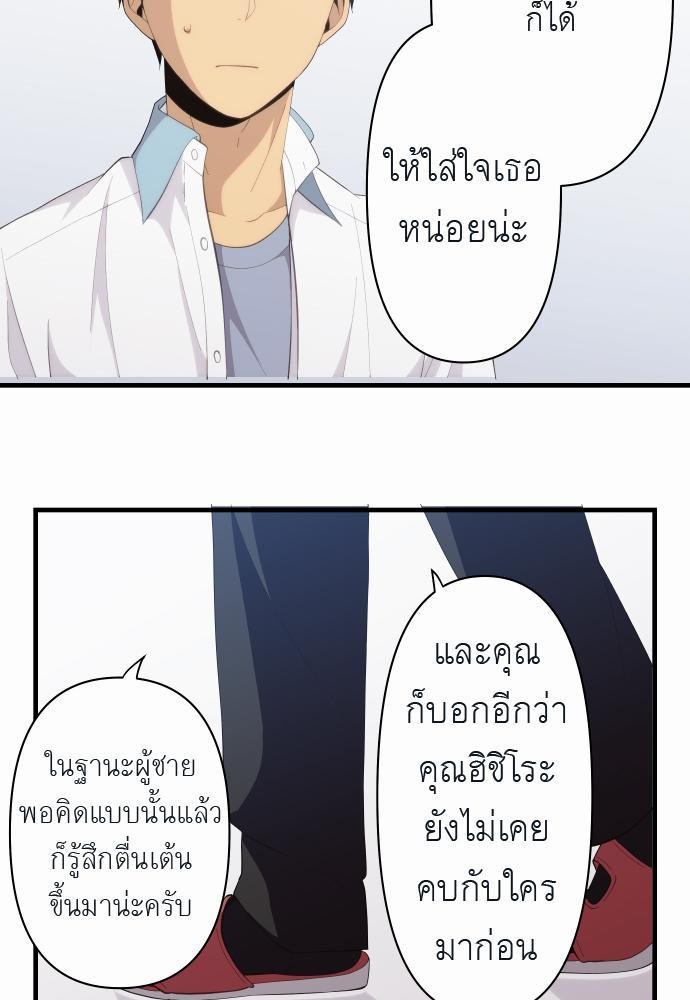 ก็ได้
ให้ใส่ใจเธอ
หน่อยน่ะ
และคุณ
ก็บอกอีกว่า
คุณฮิชิโระ
ยังไม่เคย
คบกับใคร
มาก่อน
ในฐานะผู้ชาย
พอคิดแบบนั้นแล้ว
ก็รู้สึกตื่นเต้น
ขึ้นมาน่ะครับ